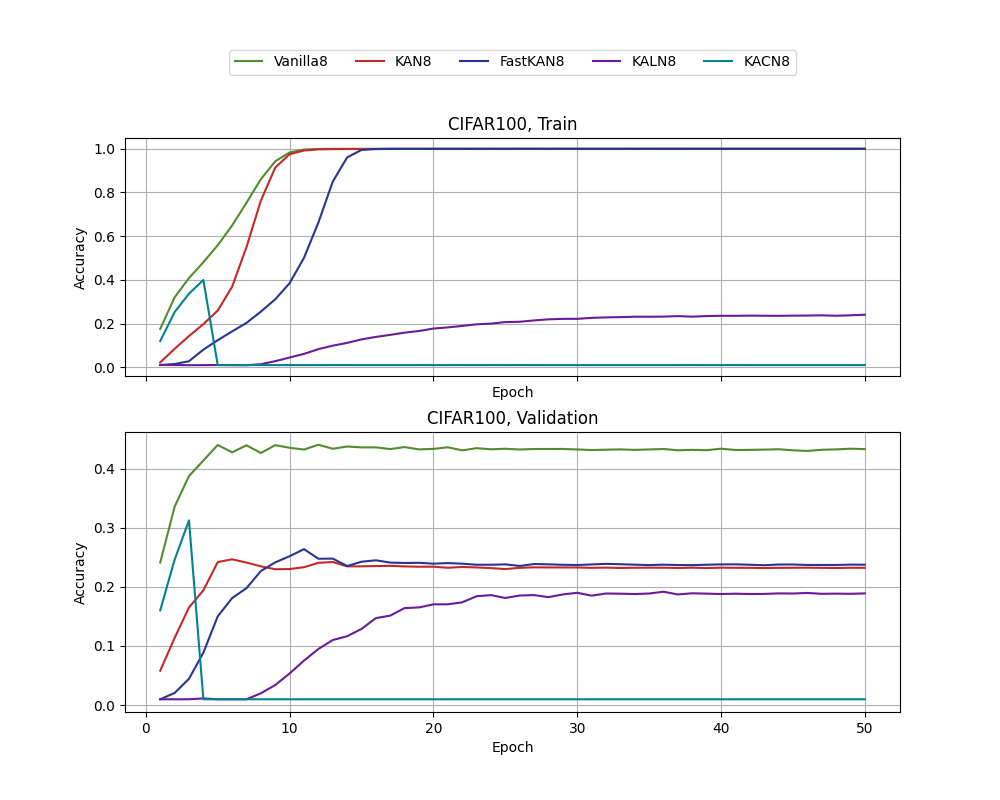 Vanilla8 KAN8 FastKAN8 KALN8 KACN8
CIFAR100, Train
1.0
0.8
0.6
0.4
0.2
0.0
Accuracy
Epoch
CIFAR100, Validation
0.4
0.3
0.2
0.1
0.0
Accuracy
0 10 20 30 40 50
Epoch